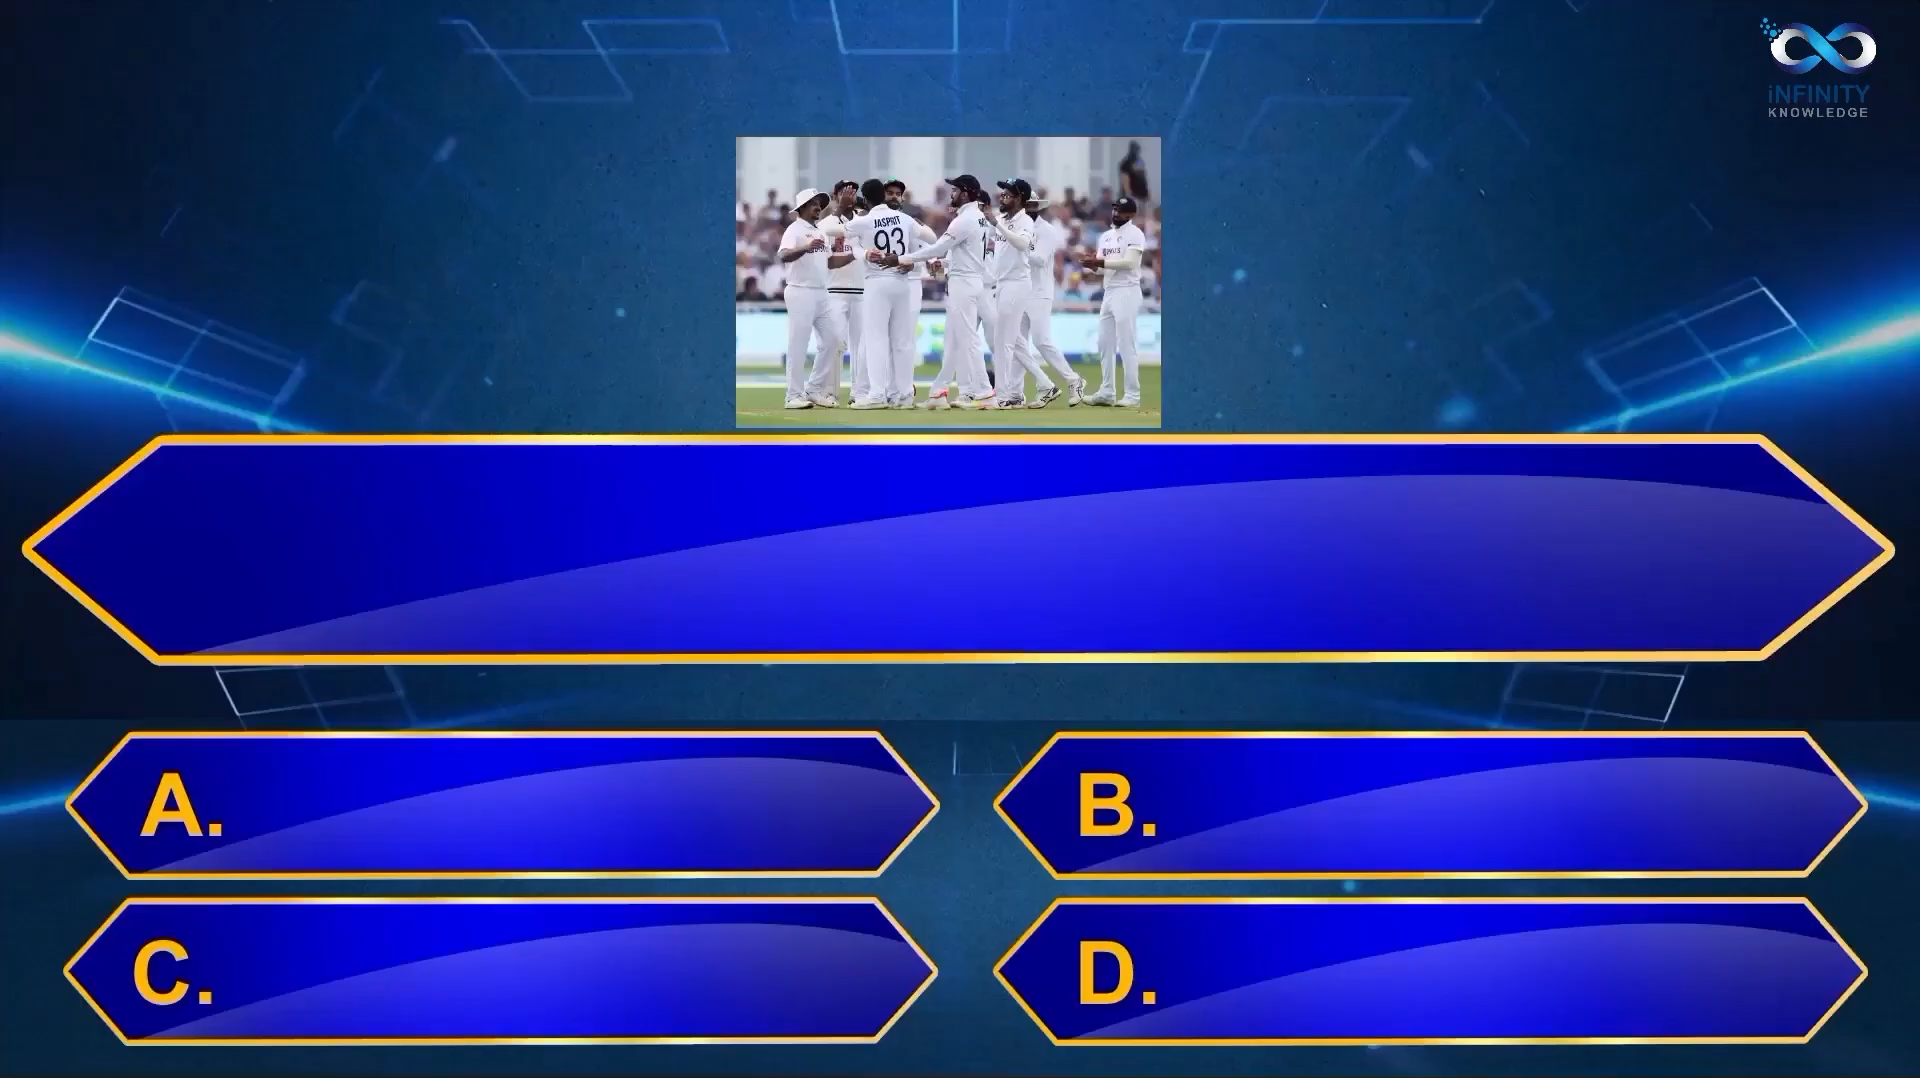 iNFINITY
KNOWLEDGE
JASPRIT
93
A.
B.
C.
D.